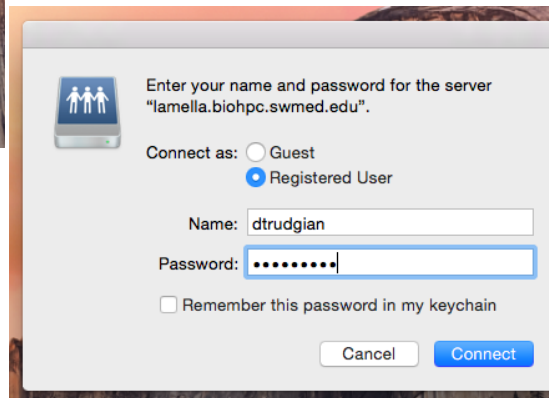 Enter your name and password for the server
“lamella.biohpc.swmed.edu”.
Connect as: Guest
Registered User
Name: dtrudgian
Password: •••••••••
Remember this password in my keychain
Cancel Connect